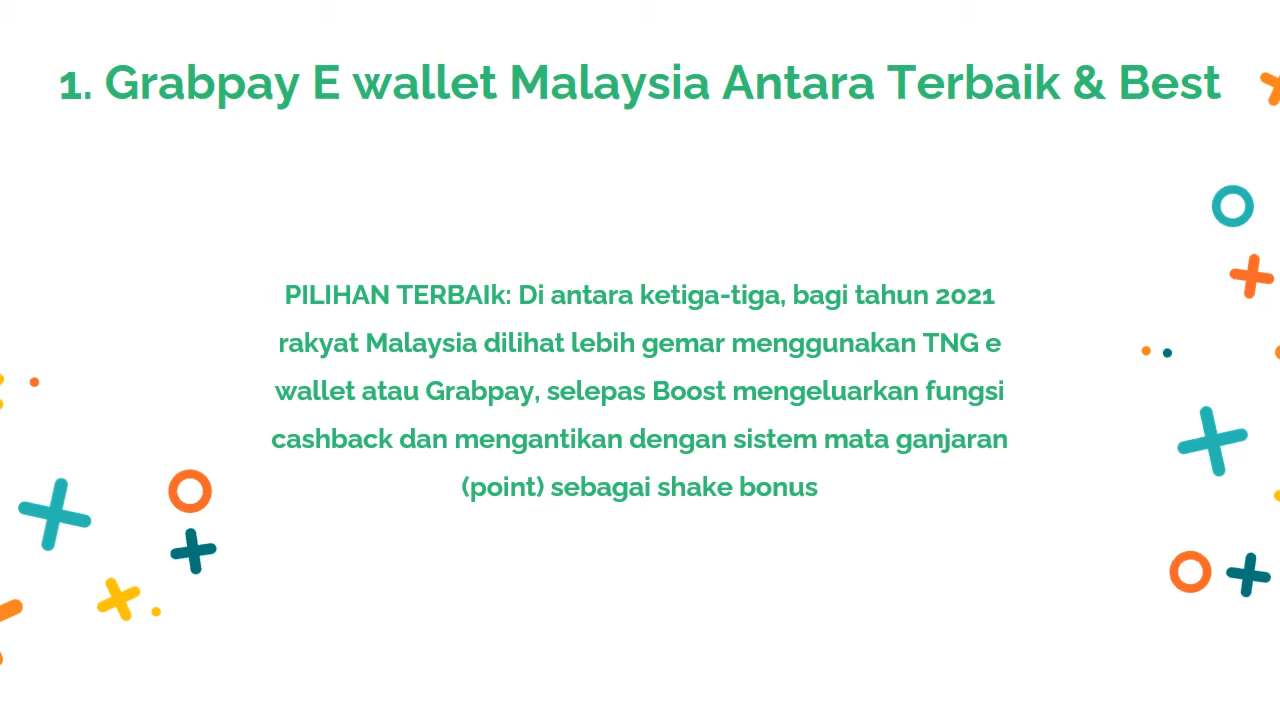 1. Grabpay E wallet Malaysia Antara Terbaik & Best
PILIHAN TERBAIk: Di antara ketiga-tiga, bagi tahun 2021
rakyat Malaysia dilihat lebih gemar menggunakan TNG e
wallet atau Grabpay, selepas Boost mengeluarkan fungsi
cashback dan mengantikan dengan sistem mata ganjaran
(point) sebagai shake bonus